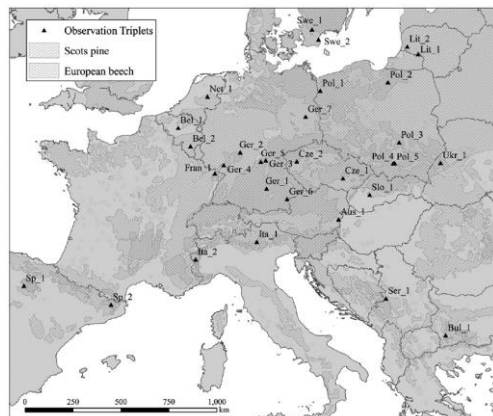 Observation Triplets
Scots pine
European beech
Swe_1
Swe_2
Lit_2
Lit_1
Ner_1
Pol_1
Pol_2
Bel_1
Ger_7
Bel_2
Ger_2
Pol_3
Ger_5
Cze_2
Ger_3
Pol_4
Pol_5
Ukr_1
Fran_1
Ger_4
Cze_1
Ger_1
Slo_1
Ger_6
Aus_1
Ita_1
Ita_2
Sp_1
Sp_2
Ser_1
Bul_1
0 250 500 750 1,000
km